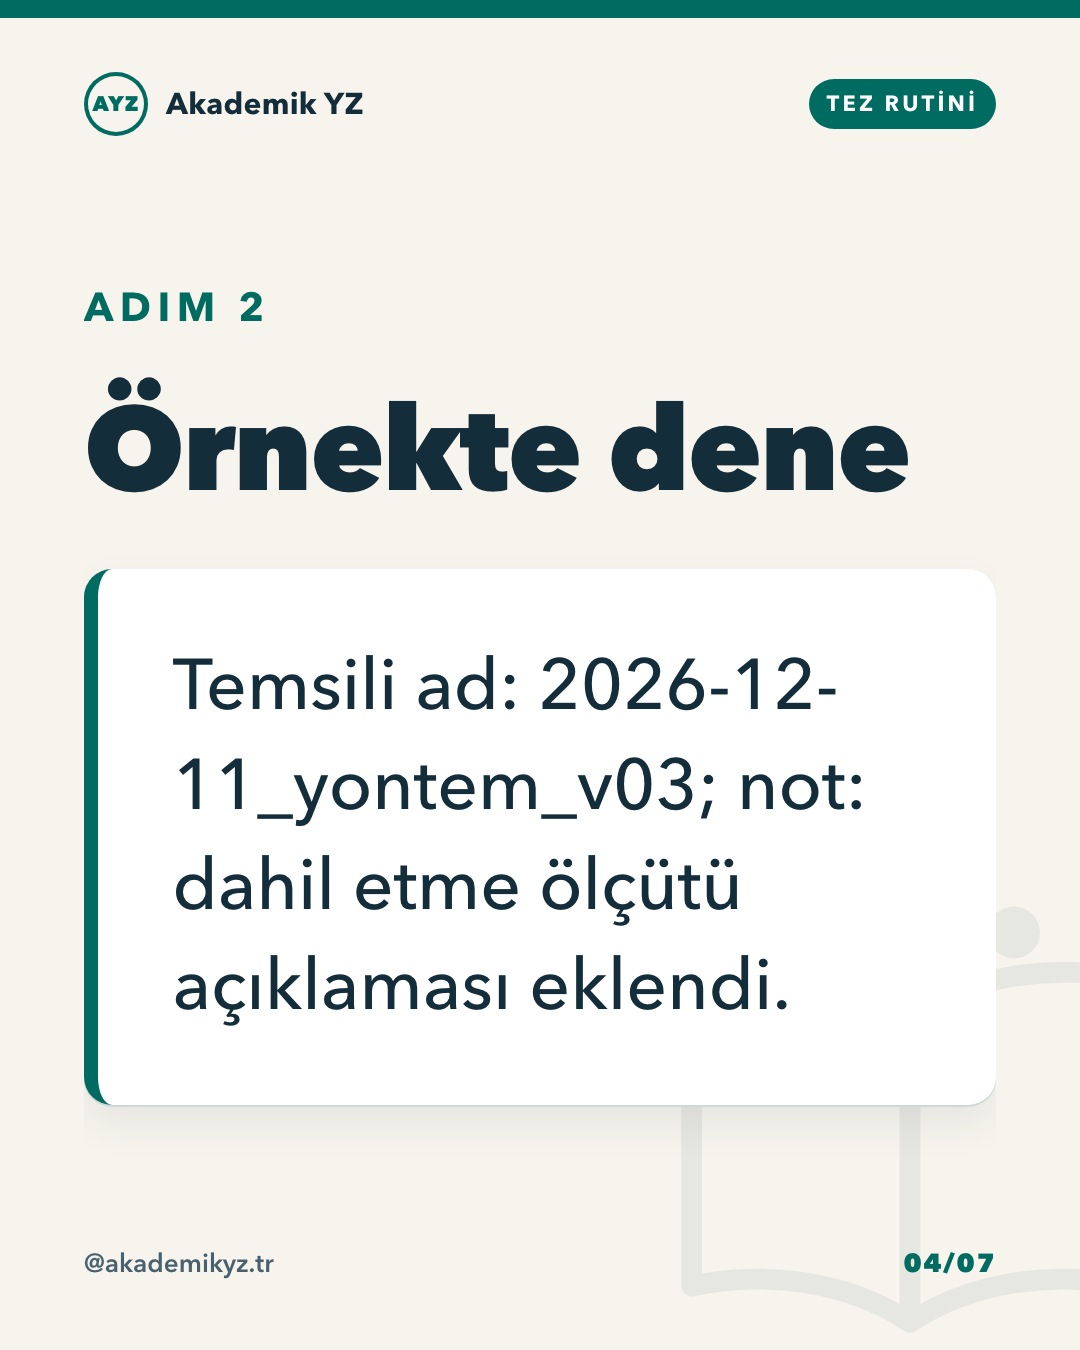 AYZ Akademik YZ
TEZ RUTİNİ
ADIM 2
Örnekte dene
Temsili ad: 2026-12-
11_yontem_v03; not:
dahil etme ölçütü
açıklaması eklendi.
@akademikyz.tr
04/07